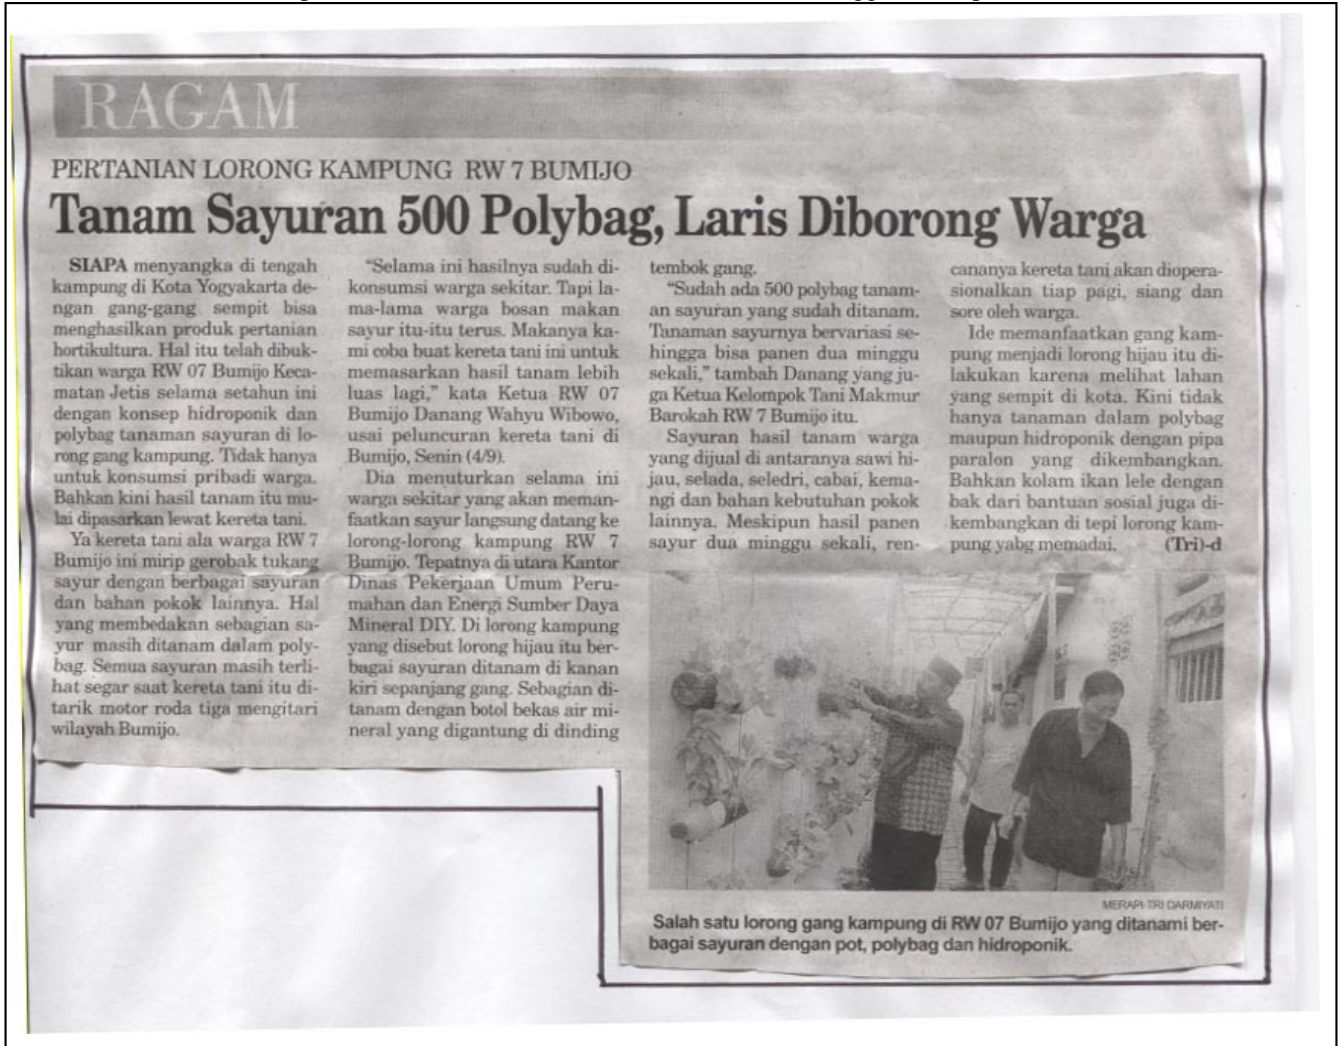 RAGAM
PERTANIAN LORONG KAMPUNG RW 7 BUMIJO
Tanam Sayuran 500 Polybag, Laris Diborong Warga
SIAPA menyangka di tengah
kampung di Kota Yogyakarta de-
ngan gang-gang sempit bisa
menghasilkan produk pertanian
hortikultura. Hal itu telah dibuk-
tikan warga RW 07 Bumijo Keca-
matan Jetis selama setahun ini
dengan konsep hidroponik dan
polybag tanaman sayuran di lo-
rong gang kampung. Tidak hanya
untuk konsumsi pribadi warga.
Bahkan kini hasil tanam itu mu-
lai dipasarkan lewat kereta tani.
Ya kereta tani ala warga RW 7
Bumijo ini mirip gerobak tukang
sayur dengan berbagai sayuran
dan bahan pokok lainnya. Hal
yang membedakan sebagian sa-
yur masih ditanam dalam poly-
bag. Semua sayuran masih terli-
hat segar saat kereta tani itu di-
tarik motor roda tiga mengitari
wilayah Bumijo.
"Selama ini hasilnya sudah di-
konsumsi warga sekitar. Tapi la-
ma-lama warga bosan makan
sayur itu-itu terus. Makanya ka-
mi coba buat kereta tani ini untuk
memasarkan hasil tanam lebih
luas lagi," kata Ketua RW 07
Bumijo Danang Wahyu Wibowo,
usai peluncuran kereta tani di
Bumijo, Senin (4/9).
Dia menuturkan selama ini
warga sekitar yang akan meman-
faatkan sayur langsung datang ke
lorong-lorong kampung RW 7
Bumijo. Tepatnya di utara Kantor
Dinas Pekerjaan Umum Peru-
mahan dan Energi Sumber Daya
Mineral DIY. Di lorong kampung
yang disebut lorong hijau itu ber-
bagai sayuran ditanam di kanan
kiri sepanjang gang. Sebagian di-
tanam dengan botol bekas air mi-
neral yang digantung di dinding
tembok gang.
"Sudah ada 500 polybag tanam-
an sayuran yang sudah ditanam.
Tanaman sayurnya bervariasi se-
hingga bisa panen dua minggu
sekali," tambah Danang yang ju-
ga Ketua Kelompok Tani Makmur
Barokah RW 7 Bumijo itu.
Sayuran hasil tanam warga
yang dijual di antaranya sawi hi-
jau, selada, seledri, cabai, kema-
ngi dan bahan kebutuhan pokok
lainnya. Meskipun hasil panen
sayur dua minggu sekali, ren-
cananya kereta tani akan diopera-
sionalkan tiap pagi, siang dan
sore oleh warga.
Ide memanfaatkan gang kam-
pung menjadi lorong hijau itu di-
lakukan karena melihat lahan
yang sempit di kota. Kini tidak
hanya tanaman dalam polybag
maupun hidroponik dengan pipa
paralon yang dikembangkan.
Bahkan kolam ikan lele dengan
bak dari bantuan sosial juga di-
kembangkan di tepi lorong kam-
pung yabg memadai. (Tri)-d
MERAPI-TRI DARMIYATI
Salah satu lorong gang kampung di RW 07 Bumijo yang ditanami ber-
bagai sayuran dengan pot, polybag dan hidroponik.